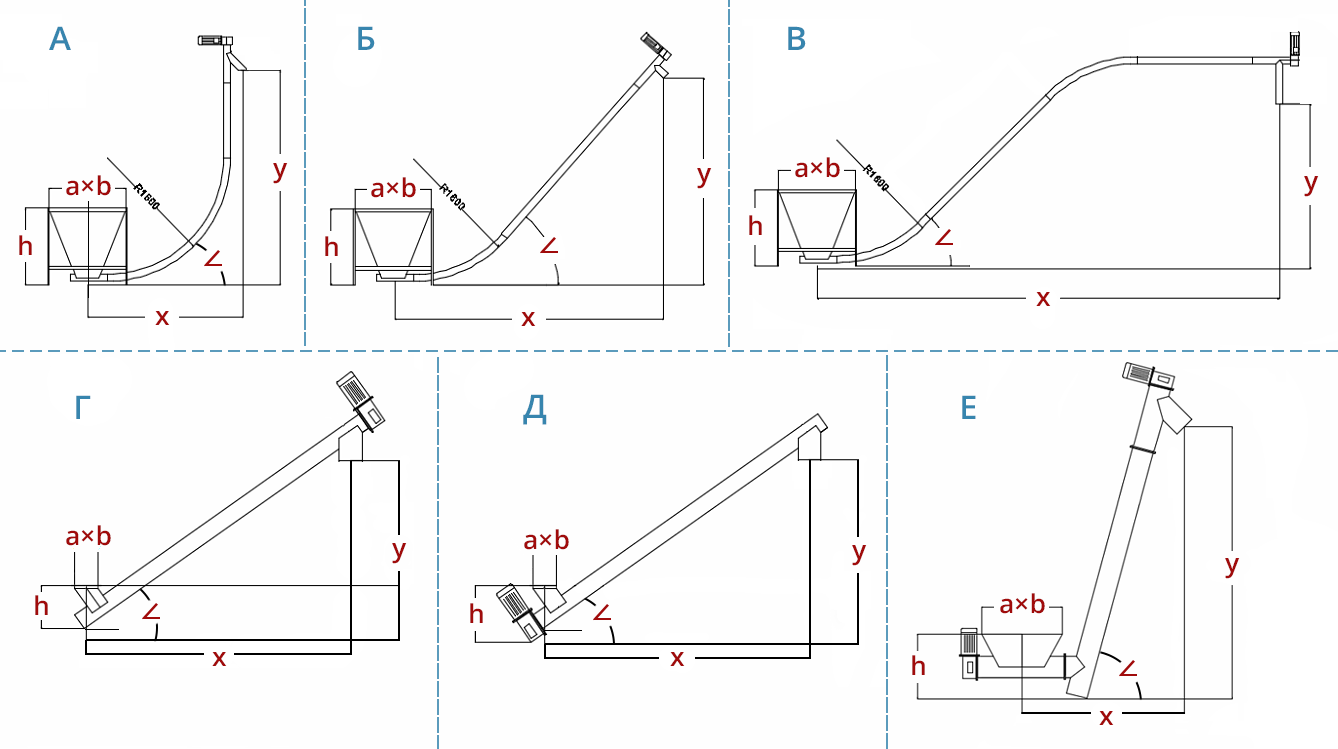 А
a×b
h
R1600
∠
y
x
Б
a×b
h
R1600
∠
y
x
В
a×b
h
R1600
∠
y
x
Г
a×b
h
∠
y
x
Д
a×b
h
∠
y
x
Е
a×b
h
∠
y
x